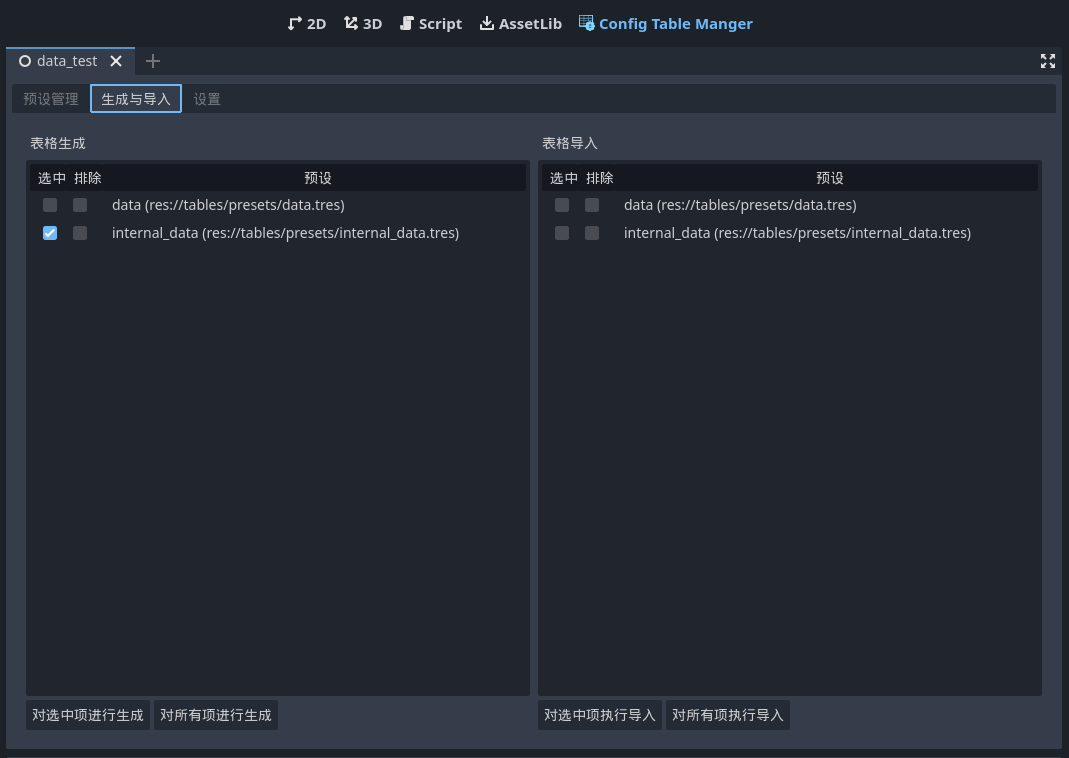 2D 3D Script AssetLib Config Table Manger
data_test
预设管理 生成与导入 设置
表格生成
选中 排除 预设
data (res://tables/presets/data.tres)
internal_data (res://tables/presets/internal_data.tres)
对选中项进行生成 对所有项进行生成
表格导入
选中 排除 预设
data (res://tables/presets/data.tres)
internal_data (res://tables/presets/internal_data.tres)
对选中项执行导入 对所有项执行导入